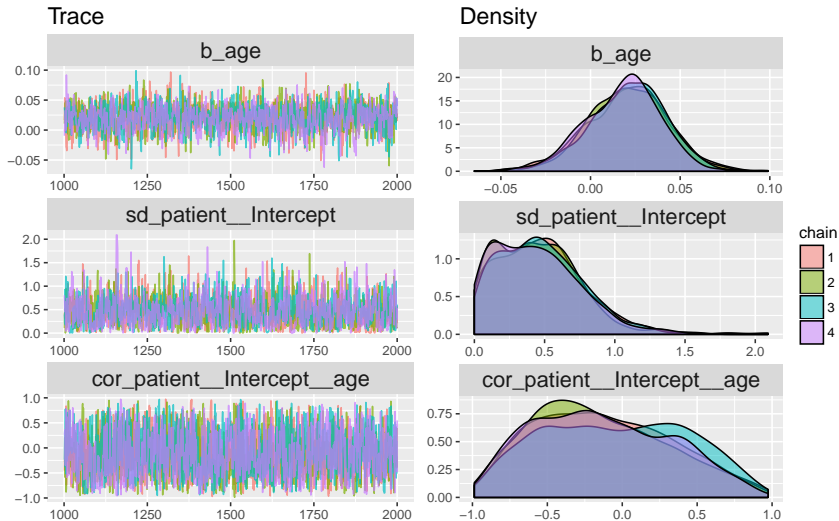 Trace
Density
b_age
0.10
0.05
0.00
−0.05
1000 1250 1500 1750 2000
b_age
20
15
10
5
0
−0.05 0.00 0.05 0.10
sd_patient__Intercept
2.0
1.5
1.0
0.5
0.0
1000 1250 1500 1750 2000
sd_patient__Intercept
1.0
0.5
0.0
0.0 0.5 1.0 1.5 2.0
cor_patient__Intercept__age
1.0
0.5
0.0
−0.5
−1.0
1000 1250 1500 1750 2000
cor_patient__Intercept__age
0.75
0.50
0.25
0.00
−1.0 −0.5 0.0 0.5 1.0
chain
1
2
3
4